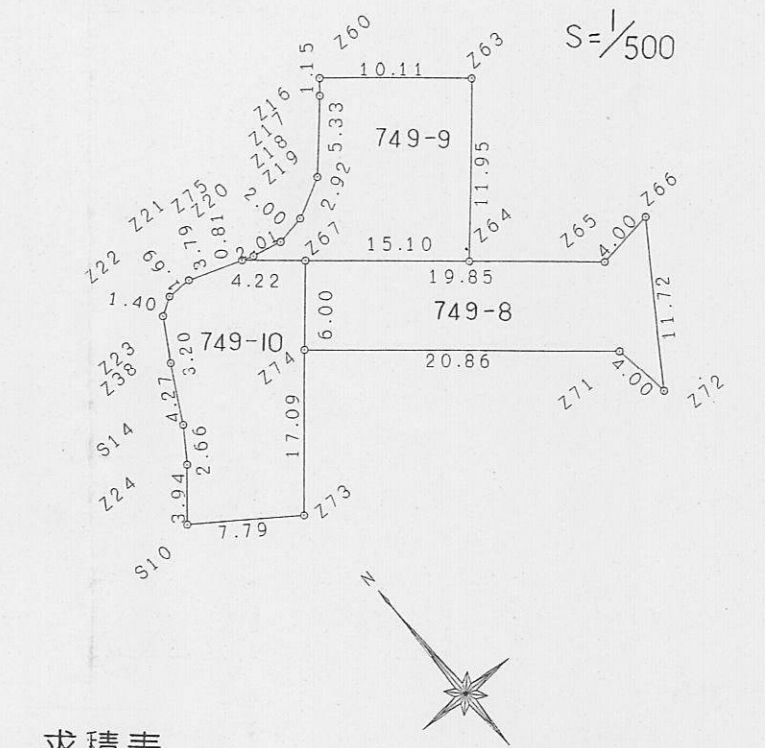 S=1/500
Z60
Z63
1.15
10.11
Z16
Z17
Z18
Z19
5.33
749-9
11.95
2.92
Z21
Z75
Z20
2.00
Z66
Z67
Z64
Z65
4.00
Z22
1.69
3.79
0.81
2.01
15.10
4.22
19.85
1.40
6.00
749-8
11.72
749-10
3.20
Z74
20.86
Z23
Z38
Z71
4.00
Z72
4.27
S14
17.09
2.66
Z24
3.94
7.79
Z73
S10
N
求積表